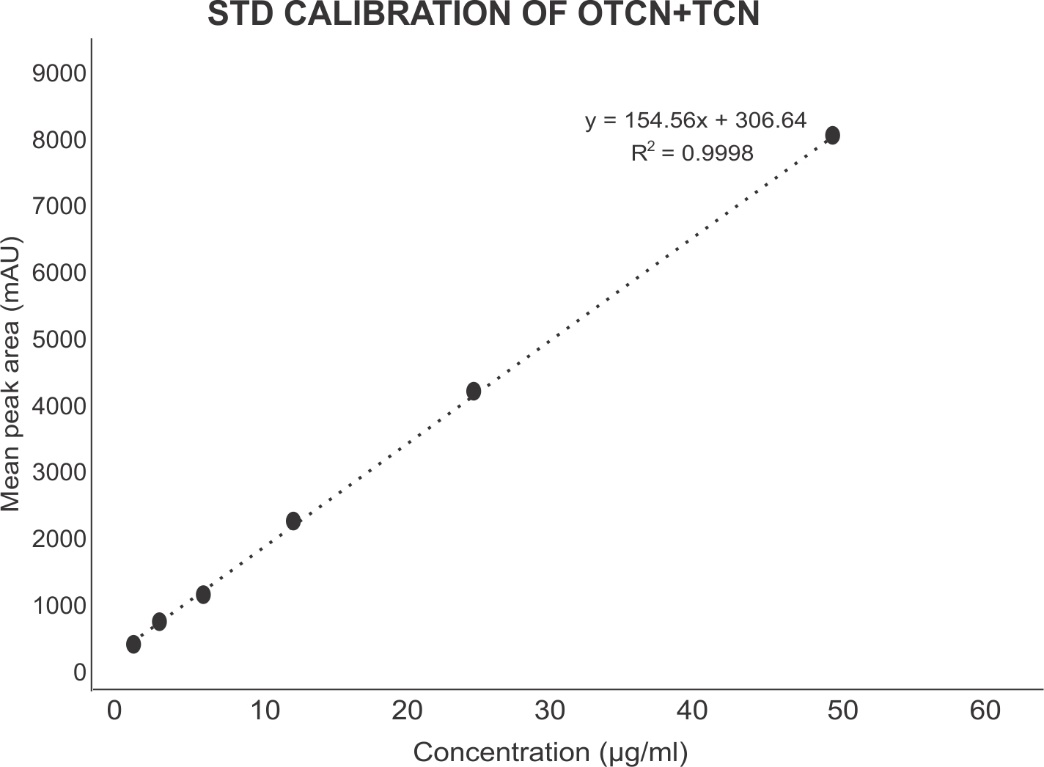 STD CALIBRATION OF OTCN+TCN
9000
8000
7000
6000
5000
4000
3000
2000
1000
0
Mean peak area (mAU)
y = 154.56x + 306.64
R² = 0.9998
0 10 20 30 40 50 60
Concentration (µg/ml)